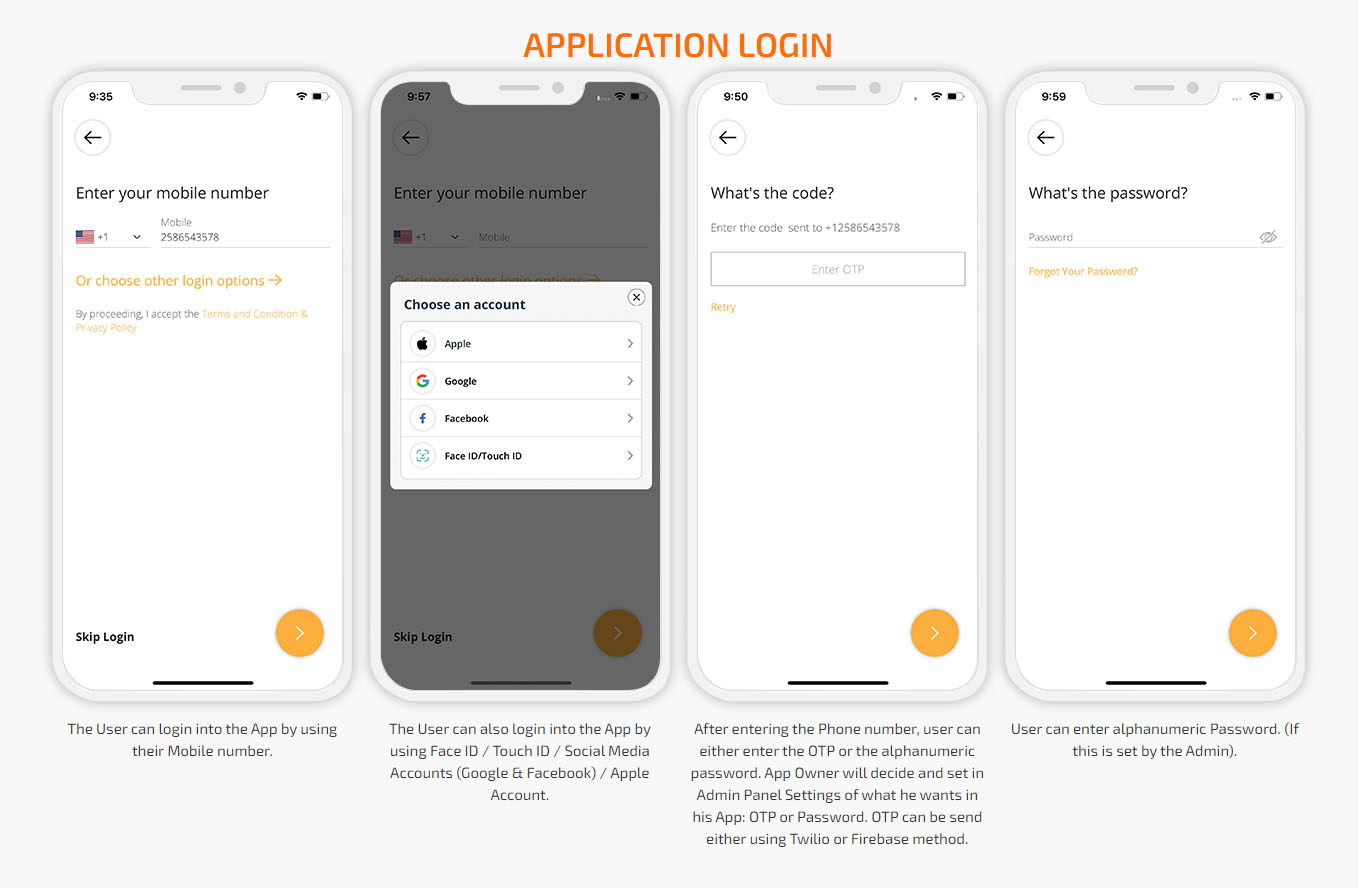 APPLICATION LOGIN
9:35
Enter your mobile number
+1
Mobile
2586543578
Or choose other login options
By proceeding, I accept the Terms and Condition &
Privacy Policy
Skip Login
The User can login into the App by using
their Mobile number.
9:57
Enter your mobile number
+1
Mobile
Or choose other login options
Choose an account
Apple
Google
Facebook
Face ID/Touch ID
Skip Login
The User can also login into the App by
using Face ID / Touch ID / Social Media
Accounts (Google & Facebook) / Apple
Account.
9:50
What's the code?
Enter the code sent to +12586543578
Enter OTP
Retry
After entering the Phone number, user can
either enter the OTP or the alphanumeric
password. App Owner will decide and set in
Admin Panel Settings of what he wants in
his App: OTP or Password. OTP can be send
either using Twilio or Firebase method.
9:59
What's the password?
Password
Forgot Your Password?
User can enter alphanumeric Password. (If
this is set by the Admin).